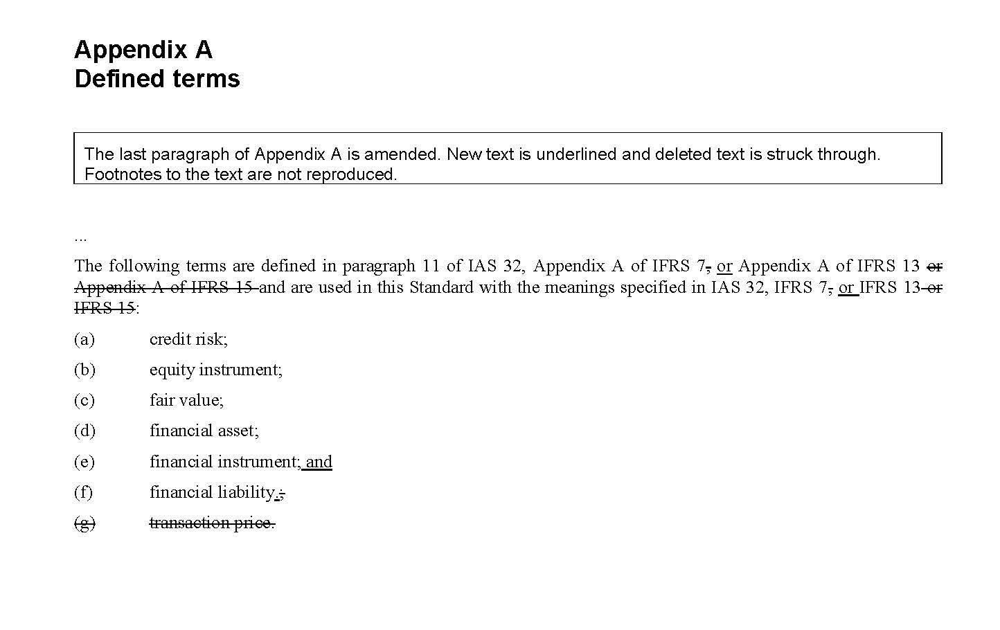 Appendix A
Defined terms
The last paragraph of Appendix A is amended. New text is underlined and deleted text is struck through.
Footnotes to the text are not reproduced.
...
The following terms are defined in paragraph 11 of IAS 32, Appendix A of IFRS 7, or Appendix A of IFRS 13 or
Appendix A of IFRS 15 and are used in this Standard with the meanings specified in IAS 32, IFRS 7, or IFRS 13 or
IFRS 15:
(a) credit risk;
(b) equity instrument;
(c) fair value;
(d) financial asset;
(e) financial instrument; and
(f) financial liability.;
(g) transaction price.